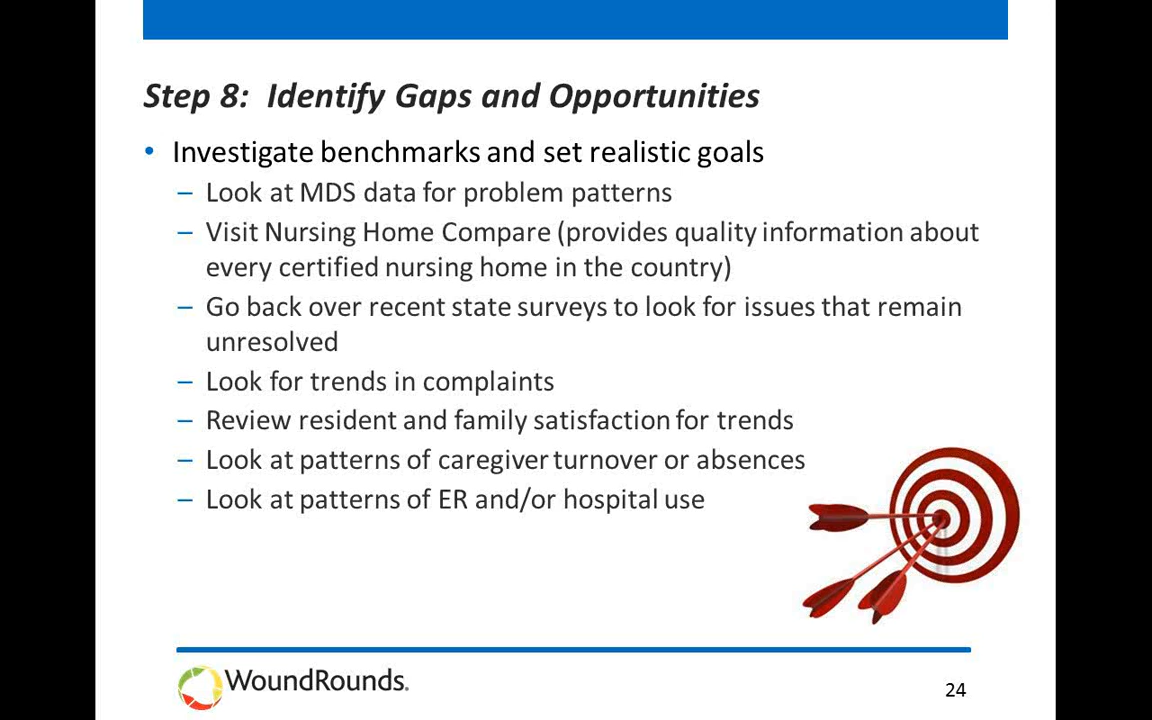 Step 8:  Identify Gaps and Opportunities
• Investigate benchmarks and set realistic goals
– Look at MDS data for problem patterns
– Visit Nursing Home Compare (provides quality information about
every certified nursing home in the country)
– Go back over recent state surveys to look for issues that remain
unresolved
– Look for trends in complaints
– Review resident and family satisfaction for trends
– Look at patterns of caregiver turnover or absences
– Look at patterns of ER and/or hospital use
WoundRounds.
24